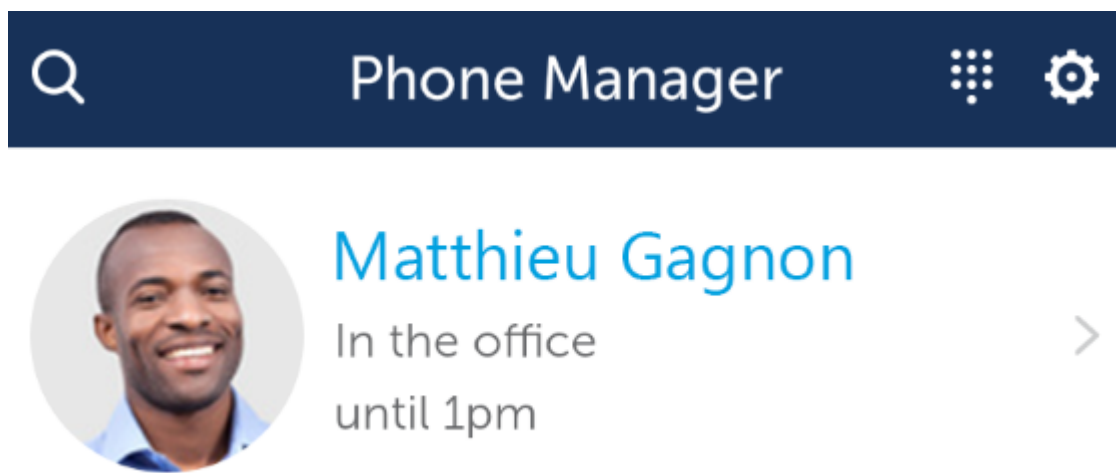 Phone Manager
Matthieu Gagnon
In the office
until 1pm